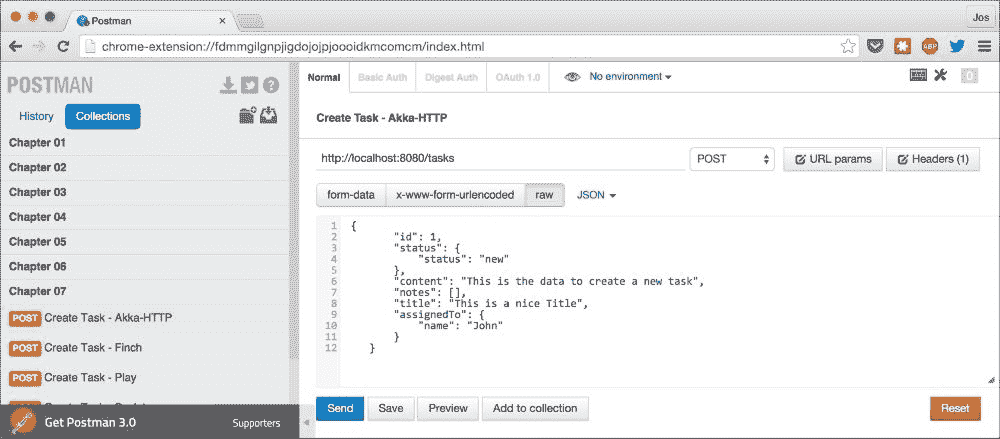 Postman
Jos
chrome-extension://fdmmgilgnpjigdojojpjoooidkmcomcm/index.html
ABP
POSTMAN
History
Collections
Chapter 01
Chapter 02
Chapter 03
Chapter 04
Chapter 05
Chapter 06
Chapter 07
POST Create Task - Akka-HTTP
POST Create Task - Finch
POST Create Task - Play
Get Postman 3.0
Supporters
Normal
Basic Auth
Digest Auth
OAuth 1.0
No environment
0
Create Task - Akka-HTTP
http://localhost:8080/tasks
POST
URL params
Headers (1)
form-data
x-www-form-urlencoded
raw
JSON
1 {
2 "id": 1,
3 "status": {
4 "status": "new"
5 },
6 "content": "This is the data to create a new task",
7 "notes": [],
8 "title": "This is a nice Title",
9 "assignedTo": {
10 "name": "John"
11 }
12 }
Send
Save
Preview
Add to collection
Reset